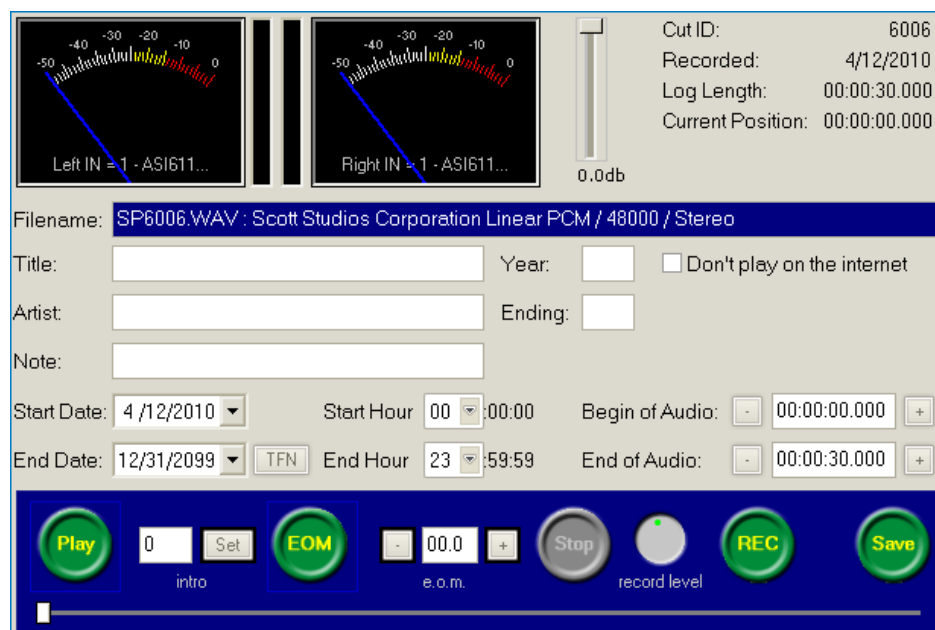 -50 -40 -30 -20 -10 0
Left IN = 1 - ASI611...
-50 -40 -30 -20 -10 0
Right IN = 1 - ASI611...
0.0db
Cut ID: 6006
Recorded: 4/12/2010
Log Length: 00:00:30.000
Current Position: 00:00:00.000
Filename: SP6006.WAV : Scott Studios Corporation Linear PCM / 48000 / Stereo
Title: Year: Don't play on the internet
Artist: Ending:
Note:
Start Date: 4 /12/2010 Start Hour 00 :00:00 Begin of Audio: - 00:00:00.000 +
End Date: 12/31/2099 TFN End Hour 23 :59:59 End of Audio: - 00:00:30.000 +
Play 0 Set EOM - 00.0 + Stop REC Save
intro e.o.m. record level